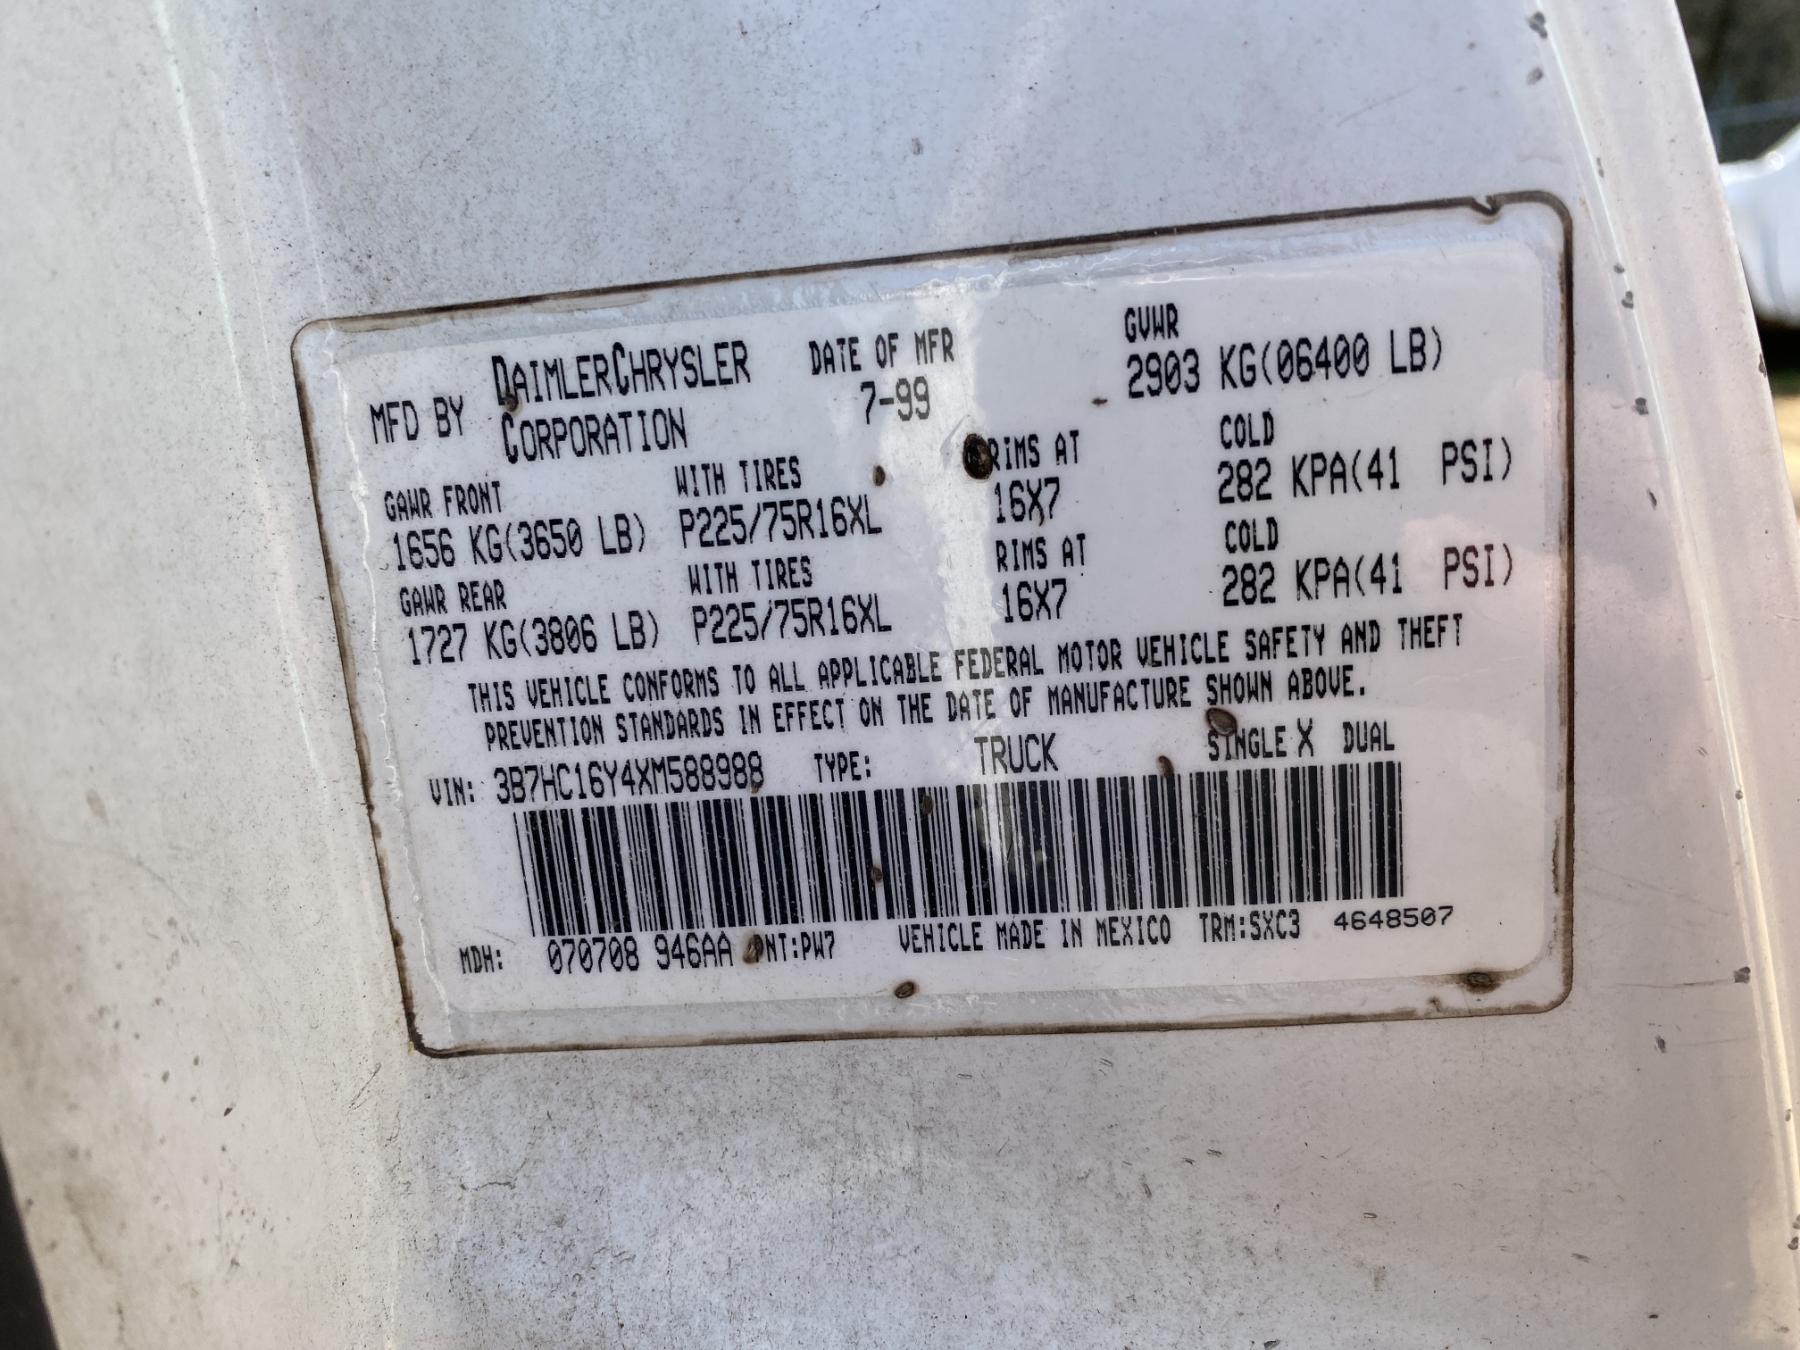 MFD BY DAIMLERCHRYSLER CORPORATION DATE OF MFR 7-99 GVWR 2903 KG(06400 LB)
GAWR FRONT WITH TIRES RIMS AT COLD
1656 KG(3650 LB) P225/75R16XL 16X7 282 KPA(41 PSI)
GAWR REAR WITH TIRES RIMS AT COLD
1727 KG(3806 LB) P225/75R16XL 16X7 282 KPA(41 PSI)
THIS VEHICLE CONFORMS TO ALL APPLICABLE FEDERAL MOTOR VEHICLE SAFETY AND THEFT
PREVENTION STANDARDS IN EFFECT ON THE DATE OF MANUFACTURE SHOWN ABOVE.
VIN: 3B7HC16Y4XM588988 TYPE: TRUCK SINGLE X DUAL
MDH: 070708 946AA PNT:PW7 VEHICLE MADE IN MEXICO TRM:SXC3 4648507